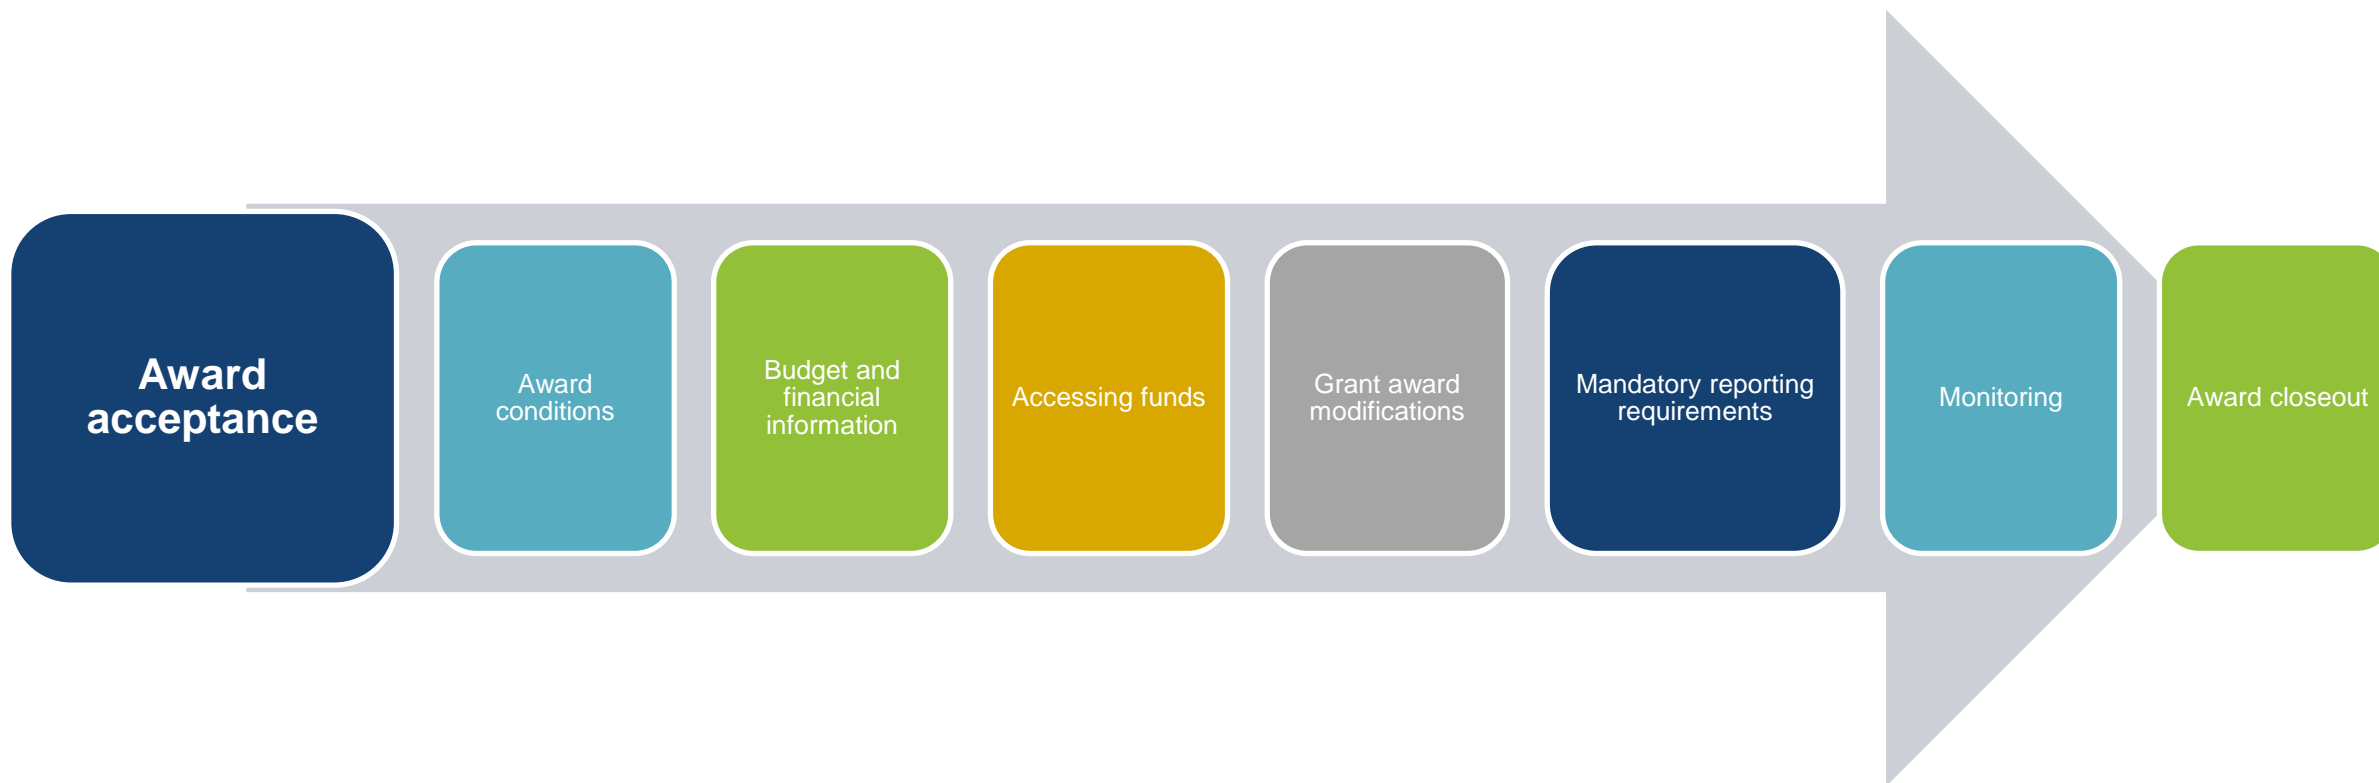 Award
acceptance
Award
conditions
Budget and
financial
information
Accessing funds
Grant award
modifications
Mandatory reporting
requirements
Monitoring
Award closeout